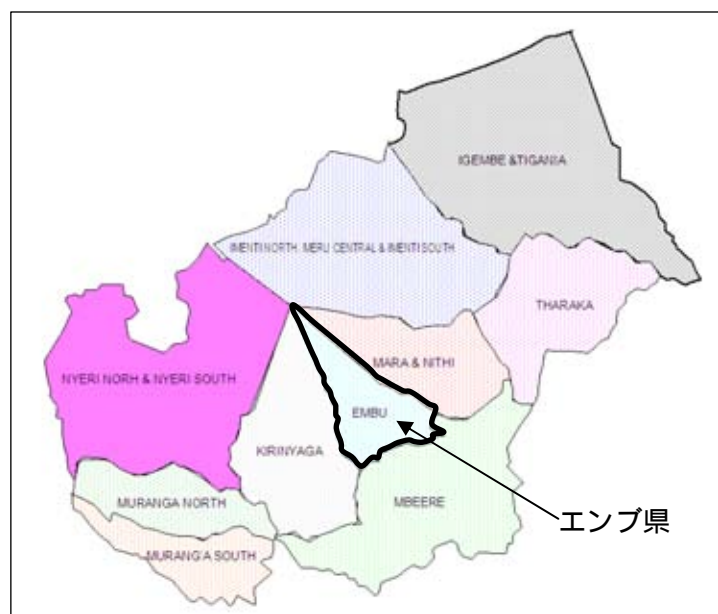 IGEMBE &TIGANIA
IMENTI NORTH, MERU CENTRAL & IMENTI SOUTH
THARAKA
MARA & NITHI
NYERI NORH & NYERI SOUTH
EMBU
KIRINYAGA
MBEERE
MURANGA NORTH
エンブ県
MURANG'A SOUTH